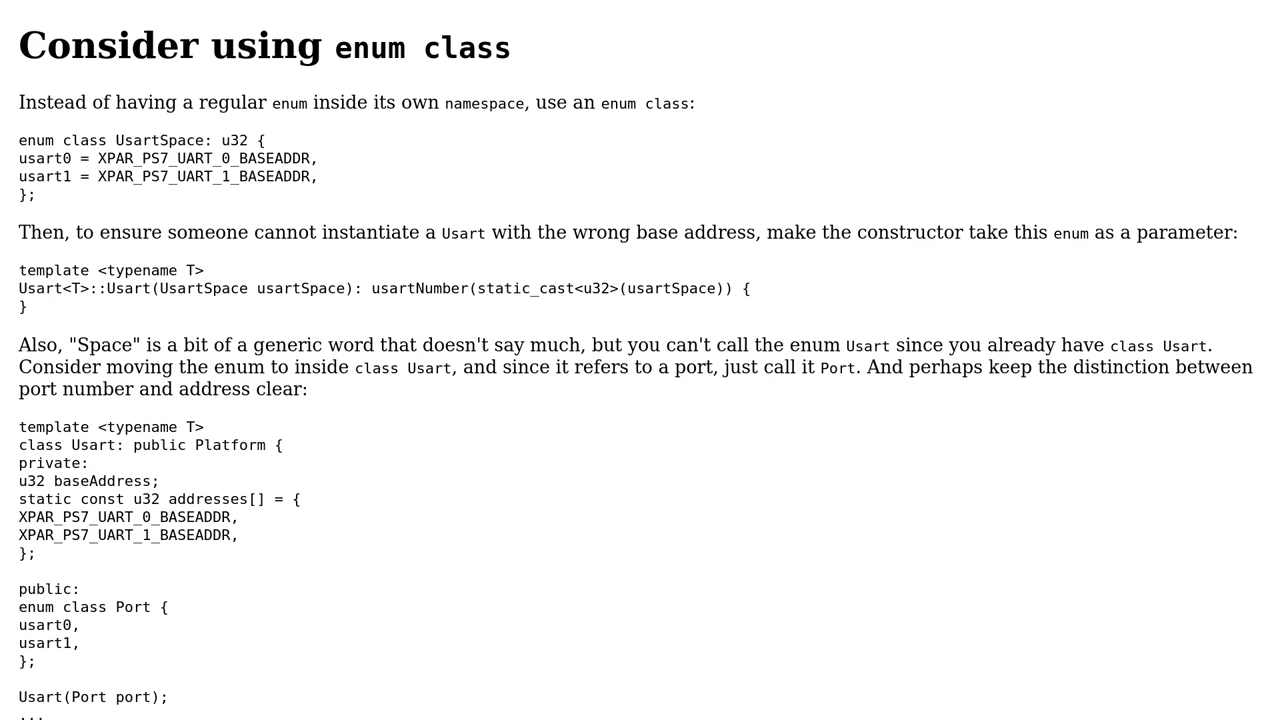 Consider using enum class
Instead of having a regular enum inside its own namespace, use an enum class:
enum class UsartSpace: u32 {
usart0 = XPAR_PS7_UART_0_BASEADDR,
usart1 = XPAR_PS7_UART_1_BASEADDR,
};
Then, to ensure someone cannot instantiate a Usart with the wrong base address, make the constructor take this enum as a parameter:
template <typename T>
Usart<T>::Usart(UsartSpace usartSpace): usartNumber(static_cast<u32>(usartSpace)) {
}
Also, "Space" is a bit of a generic word that doesn't say much, but you can't call the enum Usart since you already have class Usart.
Consider moving the enum to inside class Usart, and since it refers to a port, just call it Port. And perhaps keep the distinction between
port number and address clear:
template <typename T>
class Usart: public Platform {
private:
u32 baseAddress;
static const u32 addresses[] = {
XPAR_PS7_UART_0_BASEADDR,
XPAR_PS7_UART_1_BASEADDR,
};
public:
enum class Port {
usart0,
usart1,
};
Usart(Port port);
...